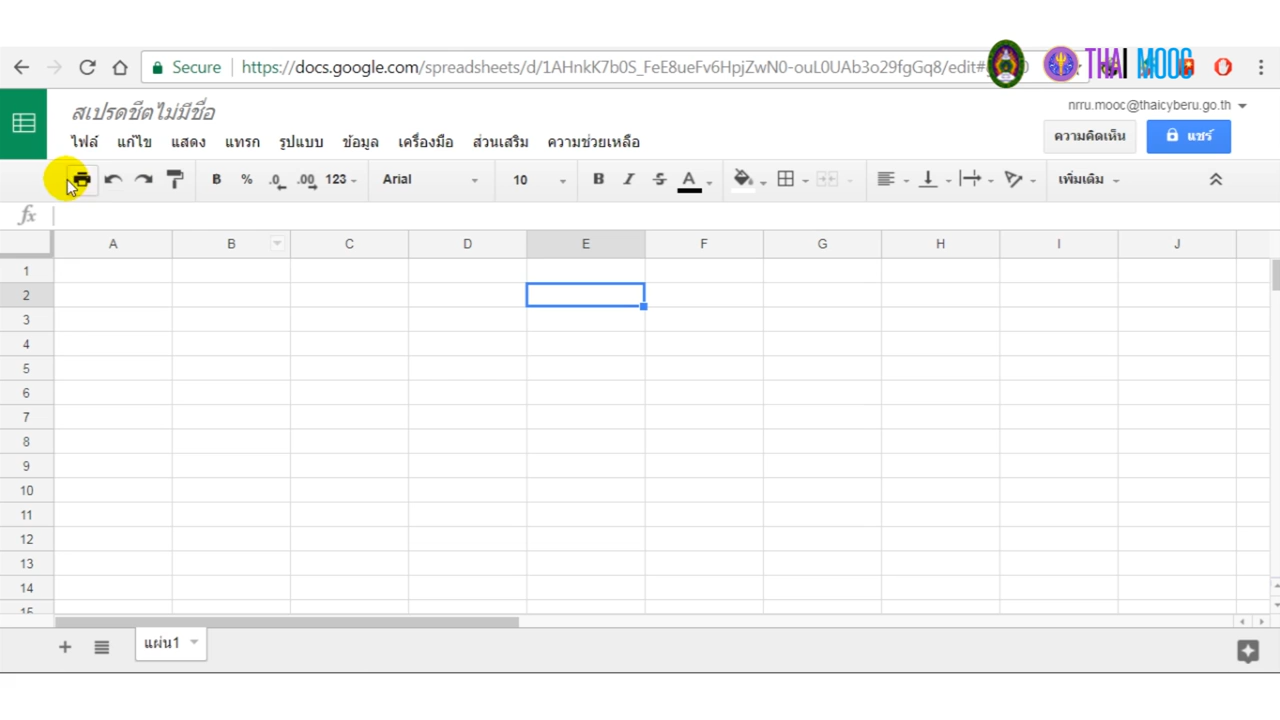 THAI MOOC
Secure https://docs.google.com/spreadsheets/d/1AHnkK7b0S_FeE8ueFv6HpjZwN0-ouL0UAb3o29fgGq8/edit#
สเปรดชีตไม่มีชื่อ
nrru.mooc@thaicyberu.go.th
ไฟล์ แก้ไข แสดง แทรก รูปแบบ ข้อมูล เครื่องมือ ส่วนเสริม ความช่วยเหลือ
ความคิดเห็น แชร์
B % .0 .00 123 Arial 10 B I S A เพิ่มเติม
fx
A B C D E F G H I J
1
2
3
4
5
6
7
8
9
10
11
12
13
14
15
แผ่น1